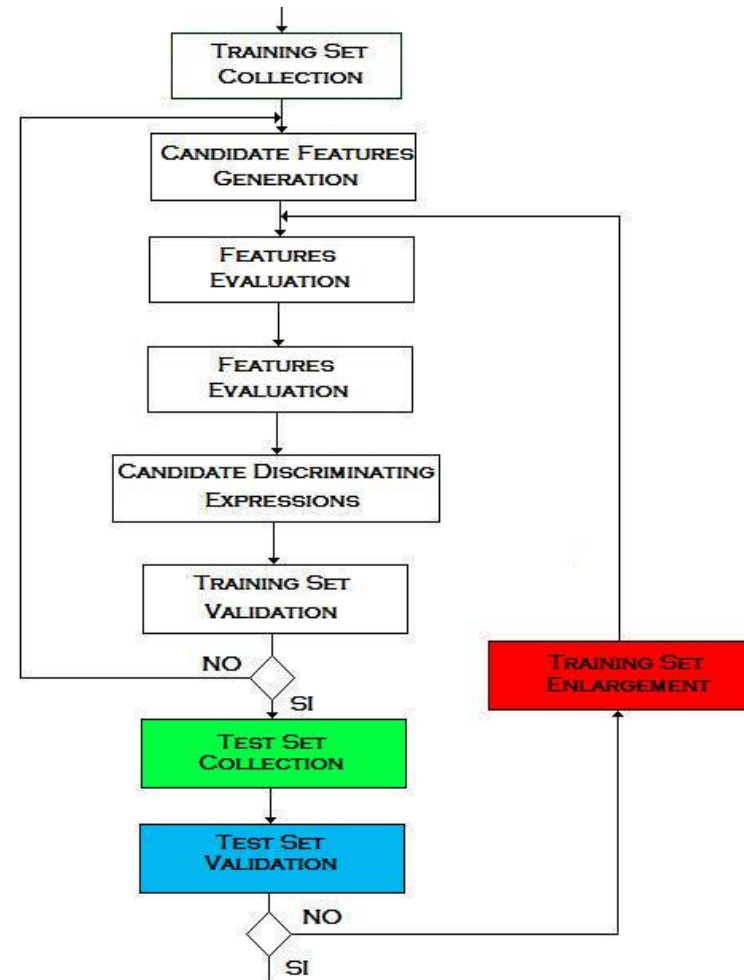 Training Set
Collection
Candidate Features
Generation
Features
Evaluation
Features
Evaluation
Candidate Discriminating
Expressions
Training Set
Validation
NO
SI
Training Set
Enlargement
Test Set
Collection
Test Set
Validation
NO
SI